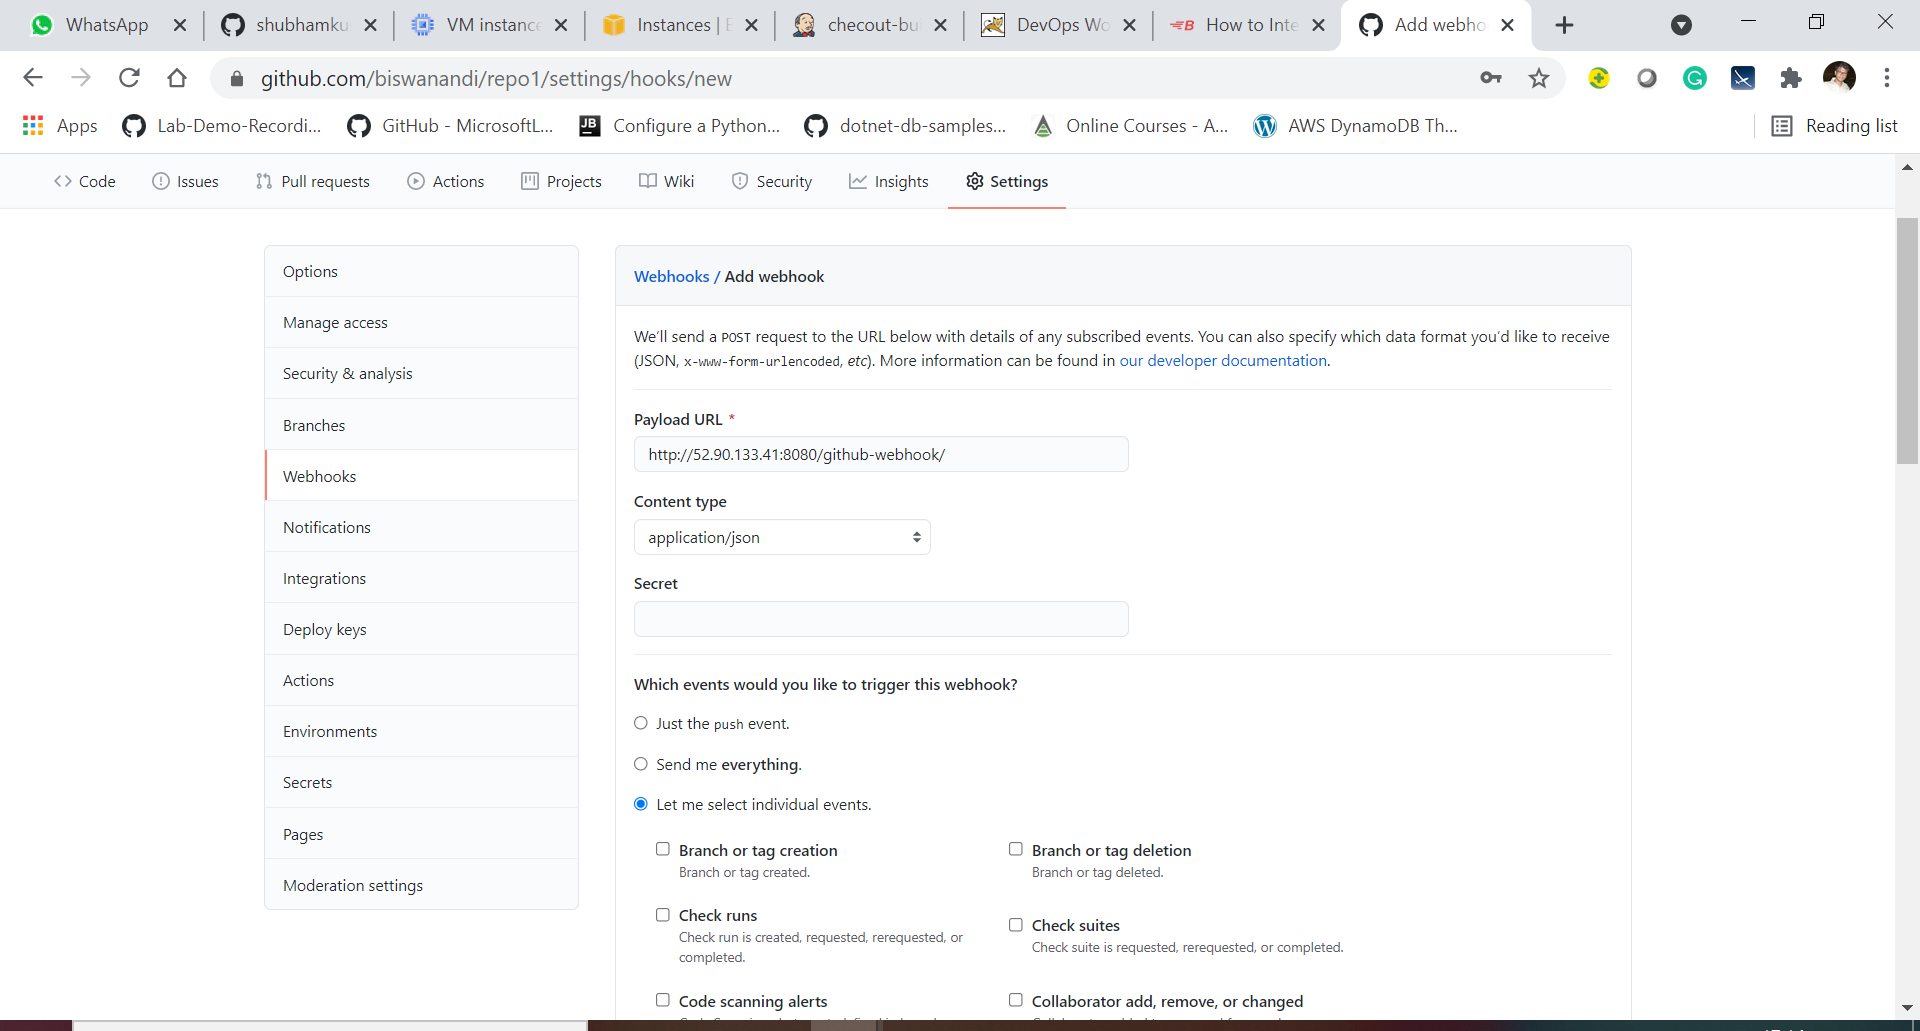 WhatsApp
shubhamku
VM instance
Instances | E
checout-bui
DevOps Wo
How to Inte
Add webho
github.com/biswanandi/repo1/settings/hooks/new
Apps
Lab-Demo-Recordi...
GitHub - MicrosoftL...
Configure a Python...
dotnet-db-samples...
Online Courses - A...
AWS DynamoDB Th...
Reading list
Code
Issues
Pull requests
Actions
Projects
Wiki
Security
Insights
Settings
Options
Manage access
Security & analysis
Branches
Webhooks
Notifications
Integrations
Deploy keys
Actions
Environments
Secrets
Pages
Moderation settings
Webhooks / Add webhook
We'll send a POST request to the URL below with details of any subscribed events. You can also specify which data format you'd like to receive
(JSON, x-www-form-urlencoded, etc). More information can be found in our developer documentation.
Payload URL *
http://52.90.133.41:8080/github-webhook/
Content type
application/json
Secret
Which events would you like to trigger this webhook?
Just the push event.
Send me everything.
Let me select individual events.
Branch or tag creation
Branch or tag created.
Branch or tag deletion
Branch or tag deleted.
Check runs
Check run is created, requested, rerequested, or
completed.
Check suites
Check suite is requested, rerequested, or completed.
Code scanning alerts
Collaborator add, remove, or changed